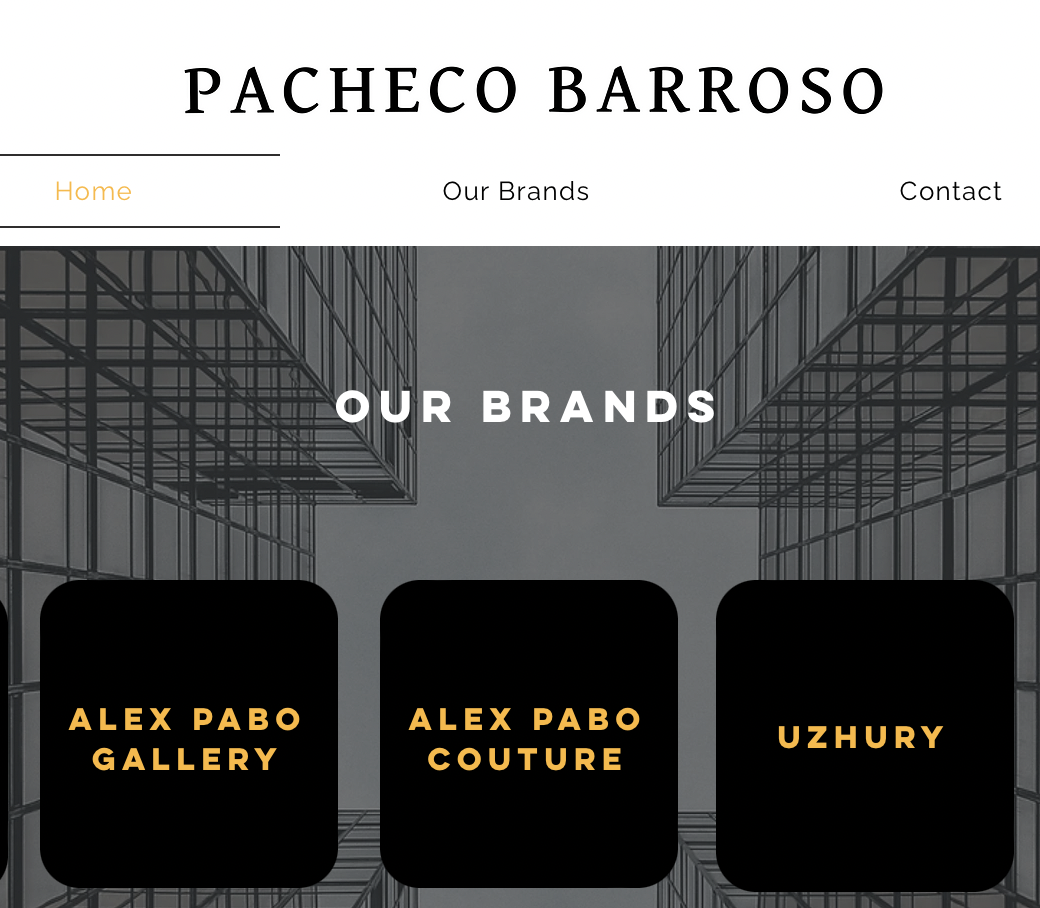 PACHECO BARROSO
Home
Our Brands
Contact
OUR BRANDS
ALEX PABO
GALLERY
ALEX PABO
COUTURE
UZHURY